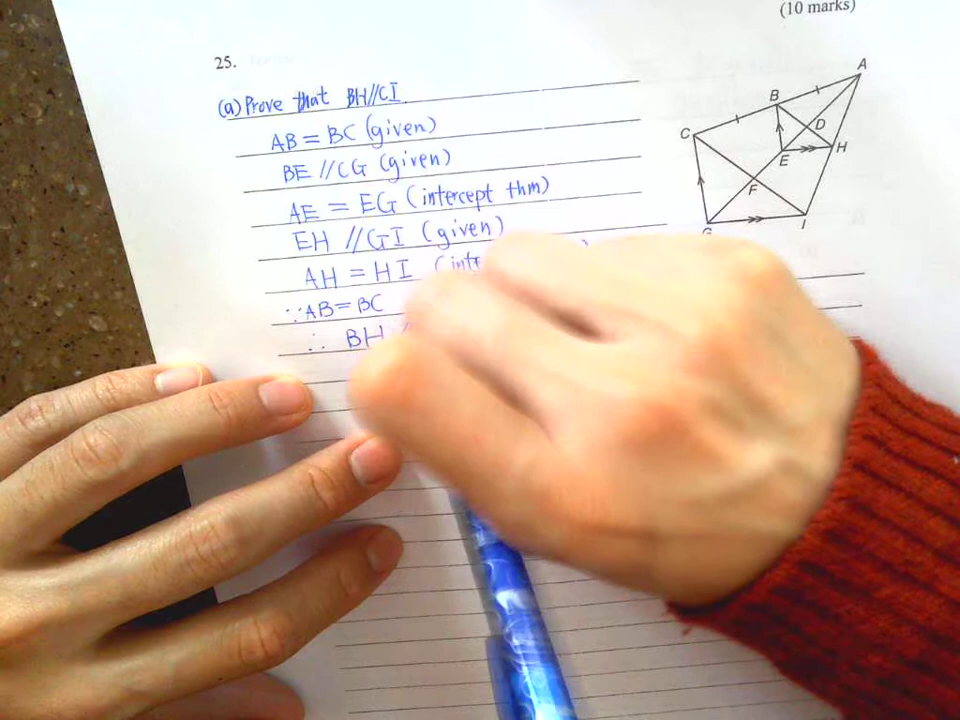 (10 marks)
25.
(a) Prove that BH//CI
AB = BC (given)
BE // CG (given)
AE = EG (intercept thm)
EH // GI (given)
AH = HI
∵ AB = BC
∴ BH
A
B
C
D
E
H
F
G
I